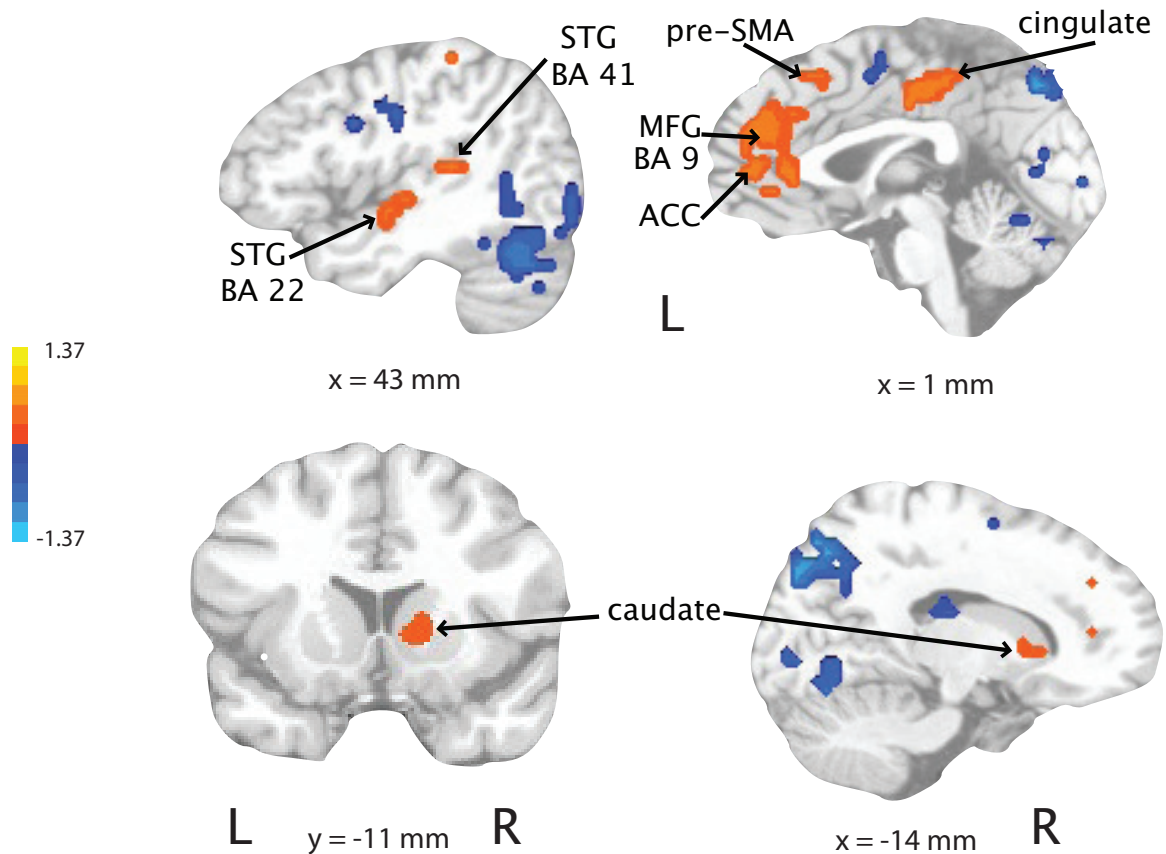 STG
BA 41
pre-SMA
cingulate
MFG
BA 9
ACC
STG
BA 22
L
1.37
-1.37
x = 43 mm
x = 1 mm
caudate
L
y = -11 mm
R
x = -14 mm
R